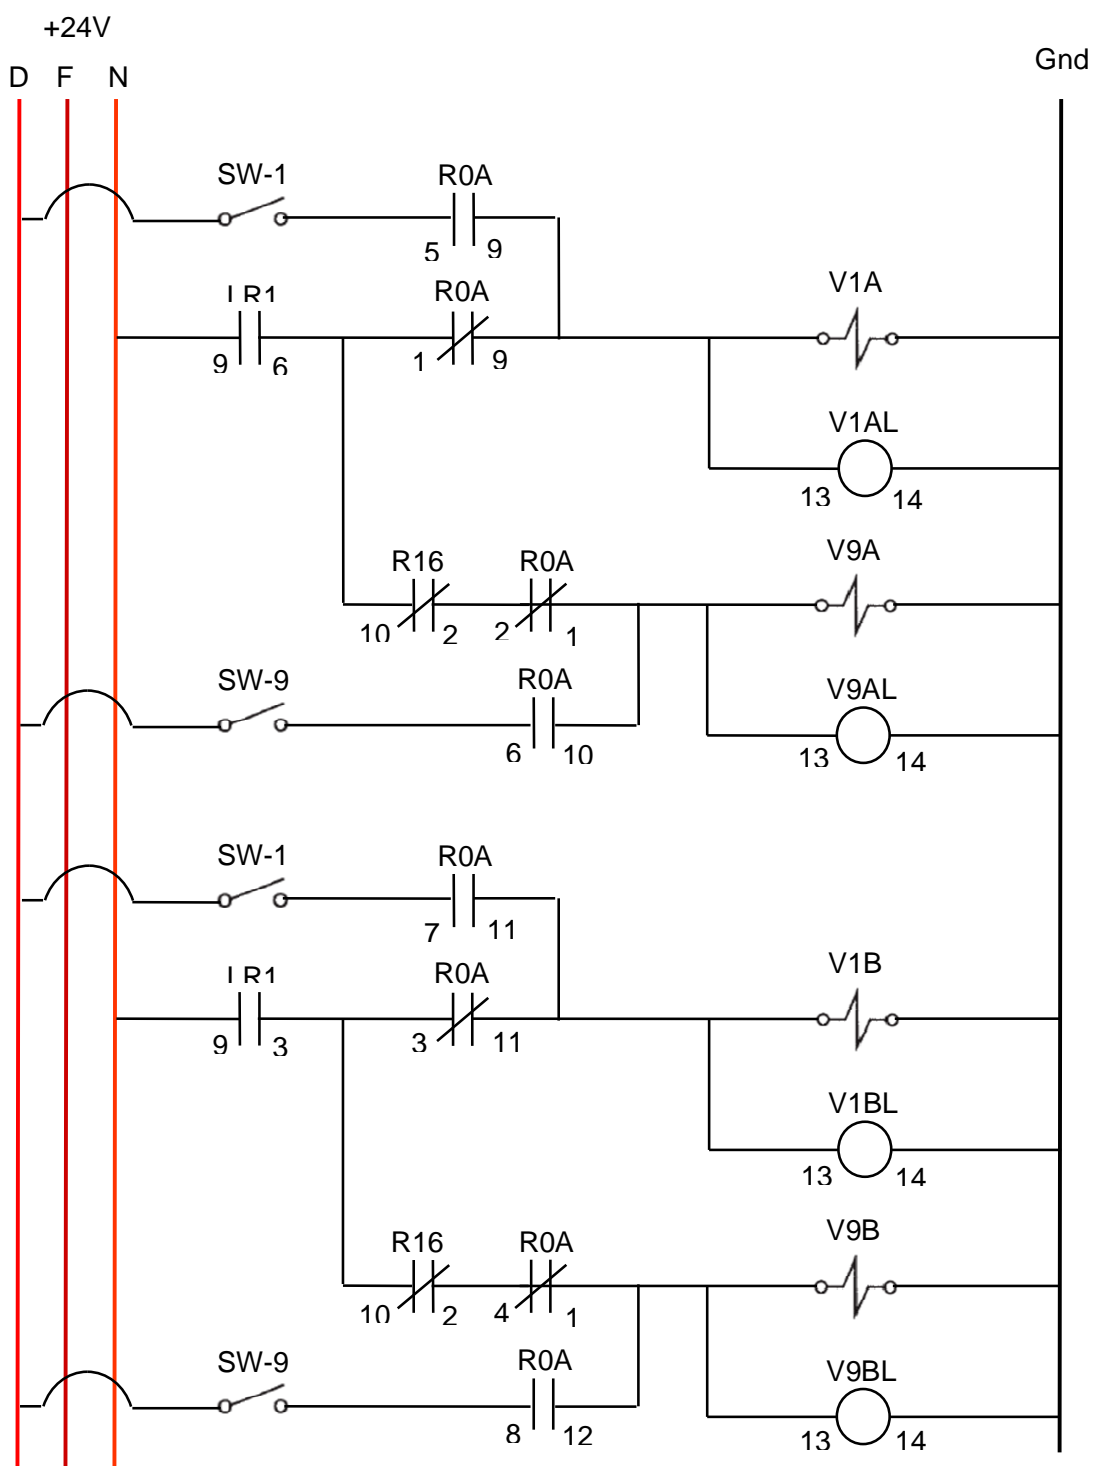 +24V
D F N Gnd
SW-1 R0A
5 9
V1A
LR1 R0A
9 6 1 9
V1AL
13 14
V9A
R16 R0A
10 2 2 1
SW-9 R0A V9AL
6 10 13 14
SW-1 R0A
7 11
V1B
LR1 R0A
9 3 3 11
V1BL
13 14
V9B
R16 R0A
10 2 4 1
SW-9 R0A V9BL
8 12 13 14